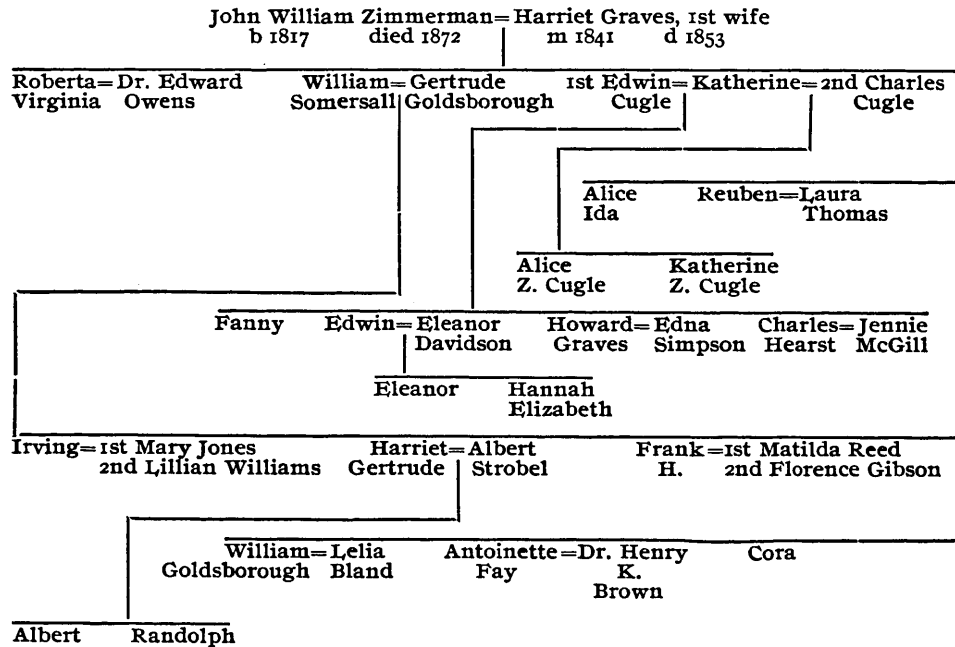 John William Zimmerman=Harriet Graves, 1st wife
b 1817 died 1872 m 1841 d 1853
Roberta=Dr. Edward William=Gertrude 1st Edwin=Katherine=2nd Charles
Virginia Owens Somersall Goldsborough Cugle Cugle
Alice Reuben=Laura
Ida Thomas
Alice Katherine
Z. Cugle Z. Cugle
Fanny Edwin=Eleanor Howard=Edna Charles=Jennie
Davidson Graves Simpson Hearst McGill
Eleanor Hannah
Elizabeth
Irving=1st Mary Jones Harriet=Albert Frank=1st Matilda Reed
2nd Lillian Williams Gertrude Strobel H. 2nd Florence Gibson
William=Lelia Antoinette=Dr. Henry Cora
Goldsborough Bland Fay K.
Brown
Albert Randolph